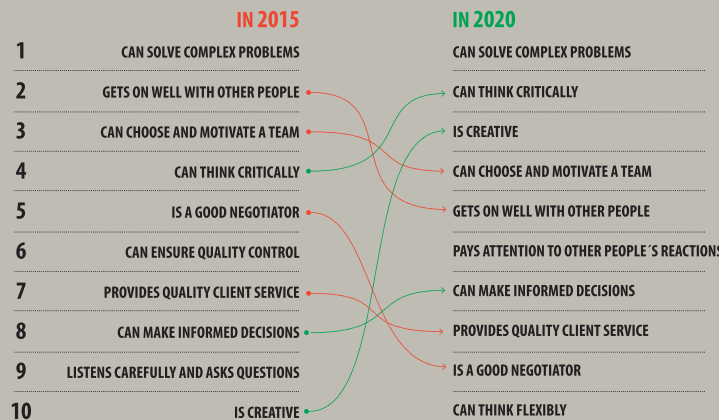 IN 2015 IN 2020
1 CAN SOLVE COMPLEX PROBLEMS CAN SOLVE COMPLEX PROBLEMS
2 GETS ON WELL WITH OTHER PEOPLE CAN THINK CRITICALLY
3 CAN CHOOSE AND MOTIVATE A TEAM IS CREATIVE
4 CAN THINK CRITICALLY CAN CHOOSE AND MOTIVATE A TEAM
5 IS A GOOD NEGOTIATOR GETS ON WELL WITH OTHER PEOPLE
6 CAN ENSURE QUALITY CONTROL PAYS ATTENTION TO OTHER PEOPLE´S REACTIONS
7 PROVIDES QUALITY CLIENT SERVICE CAN MAKE INFORMED DECISIONS
8 CAN MAKE INFORMED DECISIONS PROVIDES QUALITY CLIENT SERVICE
9 LISTENS CAREFULLY AND ASKS QUESTIONS IS A GOOD NEGOTIATOR
10 IS CREATIVE CAN THINK FLEXIBLY